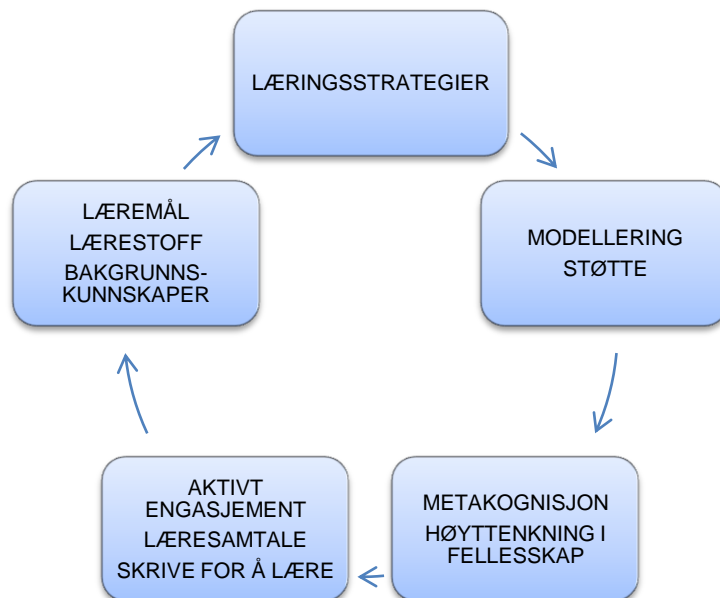 LÆRINGSSTRATEGIER
MODELLERING
STØTTE
METAKOGNISJON
HØYTTENKNING I
FELLESSKAP
AKTIVT
ENGASJEMENT
LÆRESAMTALE
SKRIVE FOR Å LÆRE
LÆREMÅL
LÆRESTOFF
BAKGRUNNS-
KUNNSKAPER